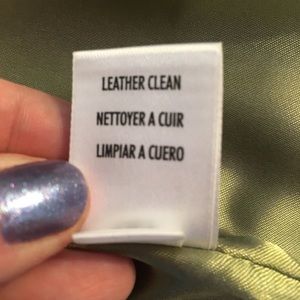 LEATHER CLEAN
NETTOYER A CUIR
LIMPIAR A CUERO